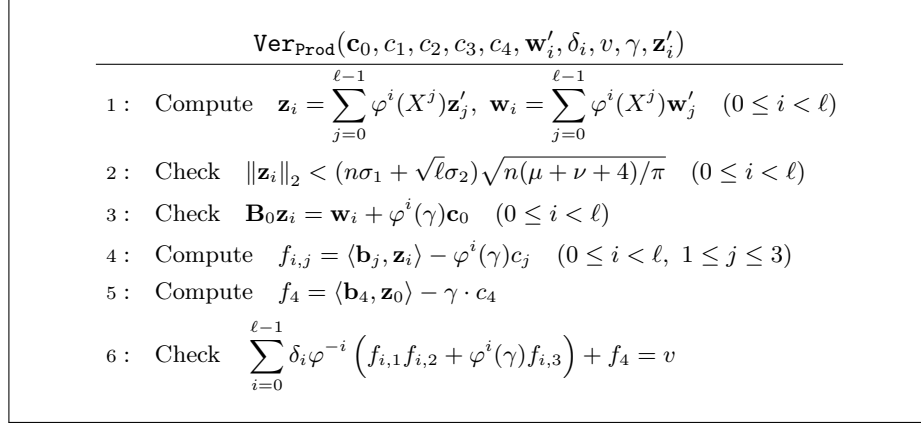 Ver_Prod(c_0, c_1, c_2, c_3, c_4, w′_i, δ_i, v, γ, z′_i)
1 : Compute z_i = ∑_{j=0}^{ℓ−1} φ^i(X^j)z′_j, w_i = ∑_{j=0}^{ℓ−1} φ^i(X^j)w′_j (0 ≤ i < ℓ)
2 : Check ‖z_i‖_2 < (nσ_1 + √ℓσ_2)√(n(μ + ν + 4)/π) (0 ≤ i < ℓ)
3 : Check B_0z_i = w_i + φ^i(γ)c_0 (0 ≤ i < ℓ)
4 : Compute f_{i,j} = ⟨b_j, z_i⟩ − φ^i(γ)c_j (0 ≤ i < ℓ, 1 ≤ j ≤ 3)
5 : Compute f_4 = ⟨b_4, z_0⟩ − γ · c_4
6 : Check ∑_{i=0}^{ℓ−1} δ_iφ^{−i} (f_{i,1}f_{i,2} + φ^i(γ)f_{i,3}) + f_4 = v